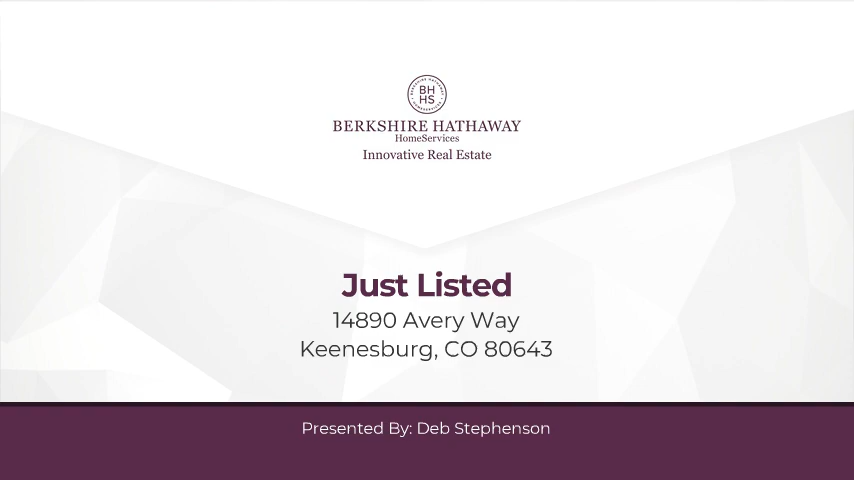 BH
HS
BERKSHIRE HATHAWAY
HomeServices
Innovative Real Estate
Just Listed
14890 Avery Way
Keenesburg, CO 80643
Presented By: Deb Stephenson